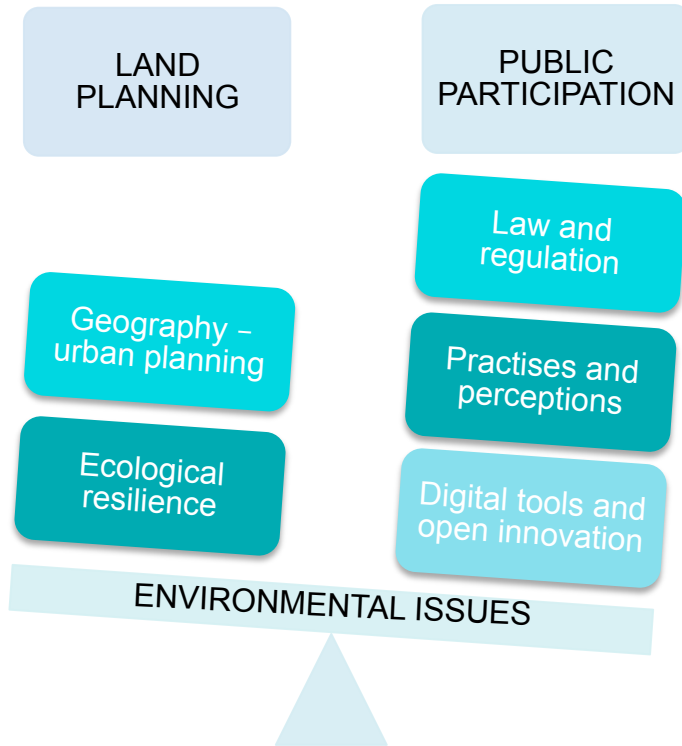 LAND
PLANNING
PUBLIC
PARTICIPATION
Law and
regulation
Geography –
urban planning
Practises and
perceptions
Ecological
resilience
Digital tools and
open innovation
ENVIRONMENTAL ISSUES